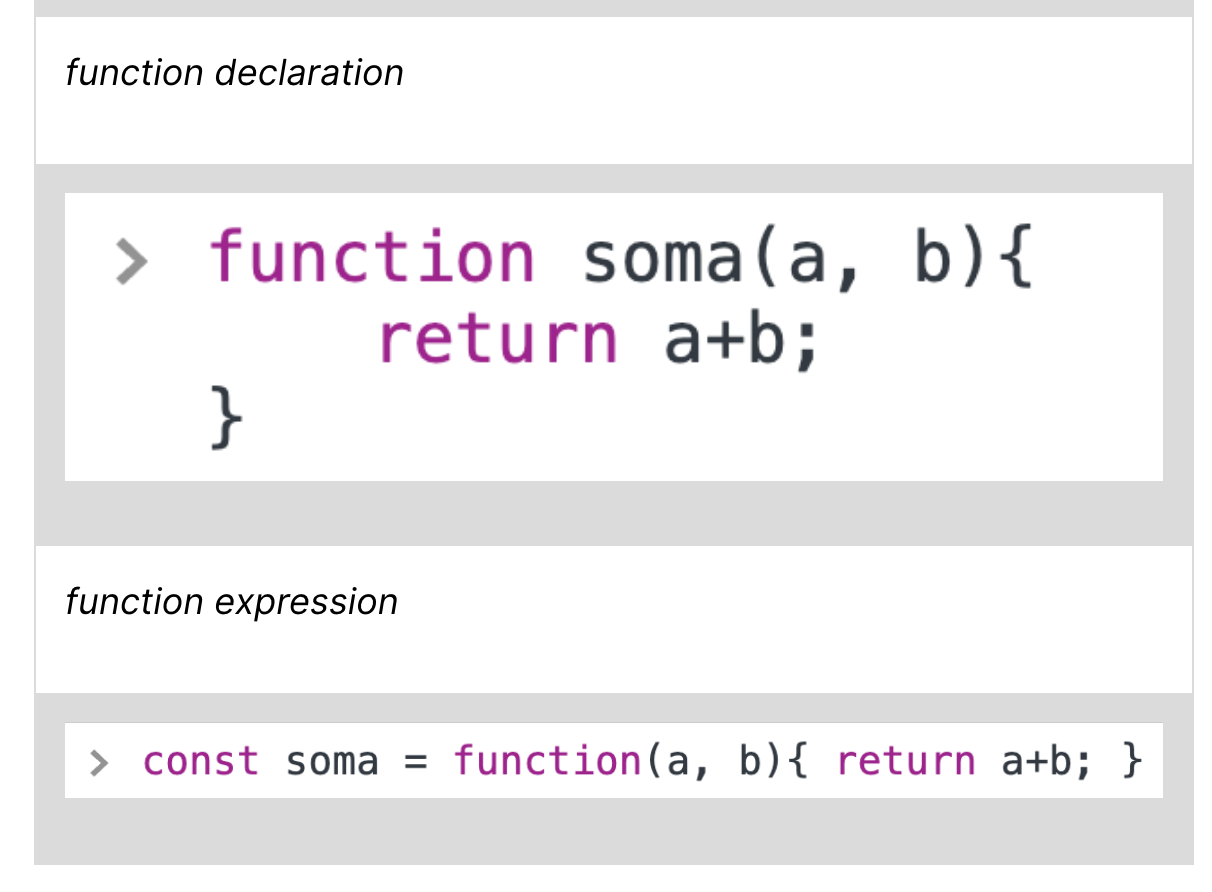 function declaration
> function soma(a, b){
return a+b;
}
function expression
> const soma = function(a, b){ return a+b; }